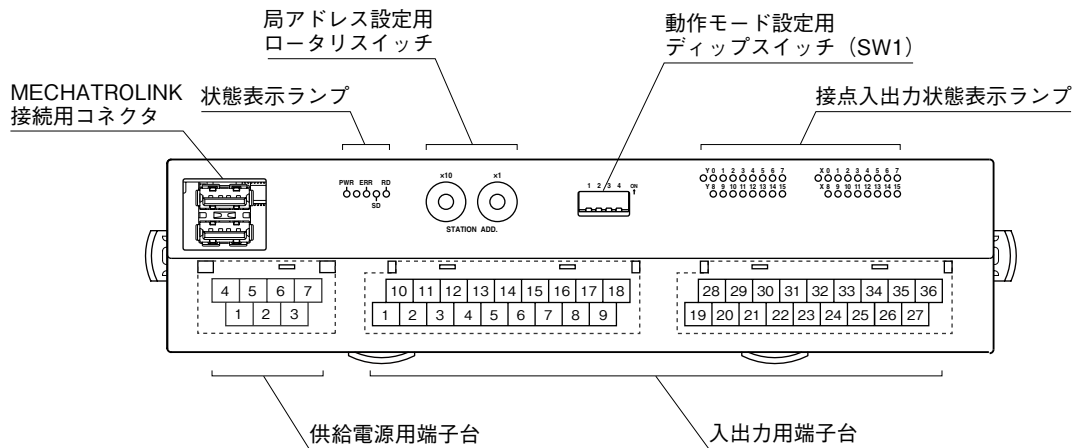 局アドレス設定用
ロータリスイッチ
動作モード設定用
ディップスイッチ（SW1）
MECHATROLINK
接続用コネクタ
状態表示ランプ
接点入出力状態表示ランプ
PWR ERR RD
SD
×10 ×1
STATION ADD.
1 2 3 4 ON
Y 0 1 2 3 4 5 6 7
Y 8 9 10 11 12 13 14 15
X 0 1 2 3 4 5 6 7
X 8 9 10 11 12 13 14 15
4 5 6 7
1 2 3
10 11 12 13 14 15 16 17 18
1 2 3 4 5 6 7 8 9
28 29 30 31 32 33 34 35 36
19 20 21 22 23 24 25 26 27
供給電源用端子台
入出力用端子台